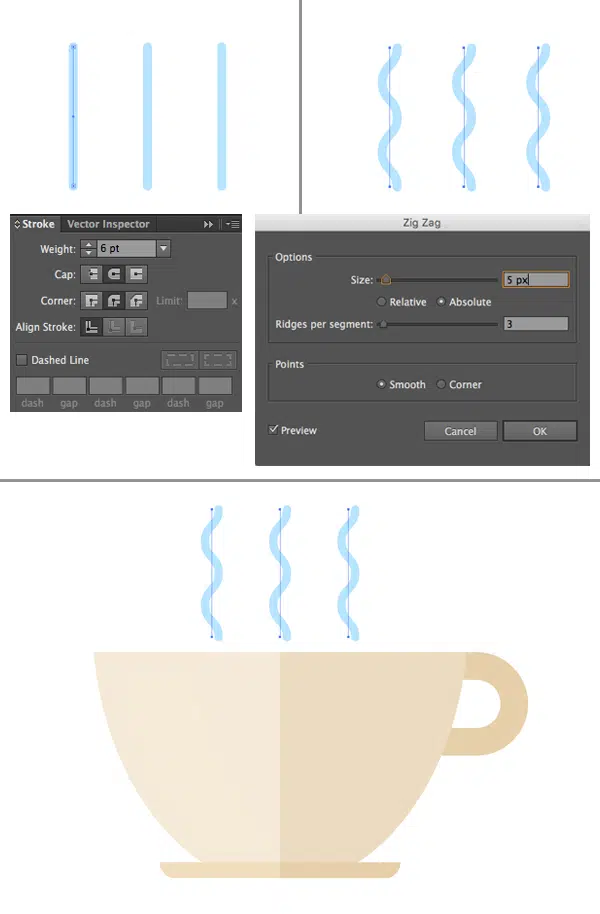 Stroke Vector Inspector
Weight: 6 pt
Cap:
Corner: Limit: x
Align Stroke:
Dashed Line
dash gap dash gap dash gap
Zig Zag
Options
Size: 5 px
Relative Absolute
Ridges per segment: 3
Points
Smooth Corner
Preview Cancel OK